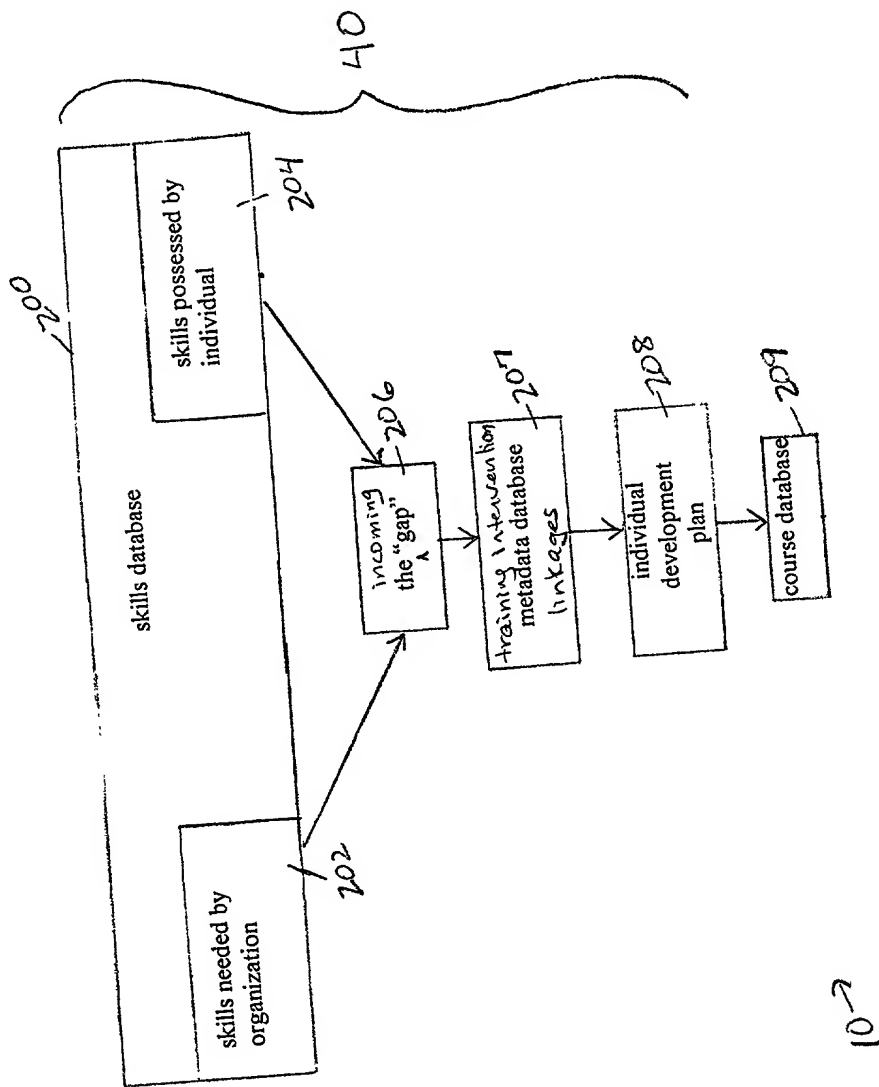 200
skills database
skills needed by
organization
202
skills possessed by
individual
204
40
incoming
the "gap"
^
206
training intervention
metadata database
linkages
207
individual
development
plan
208
course database
209
10